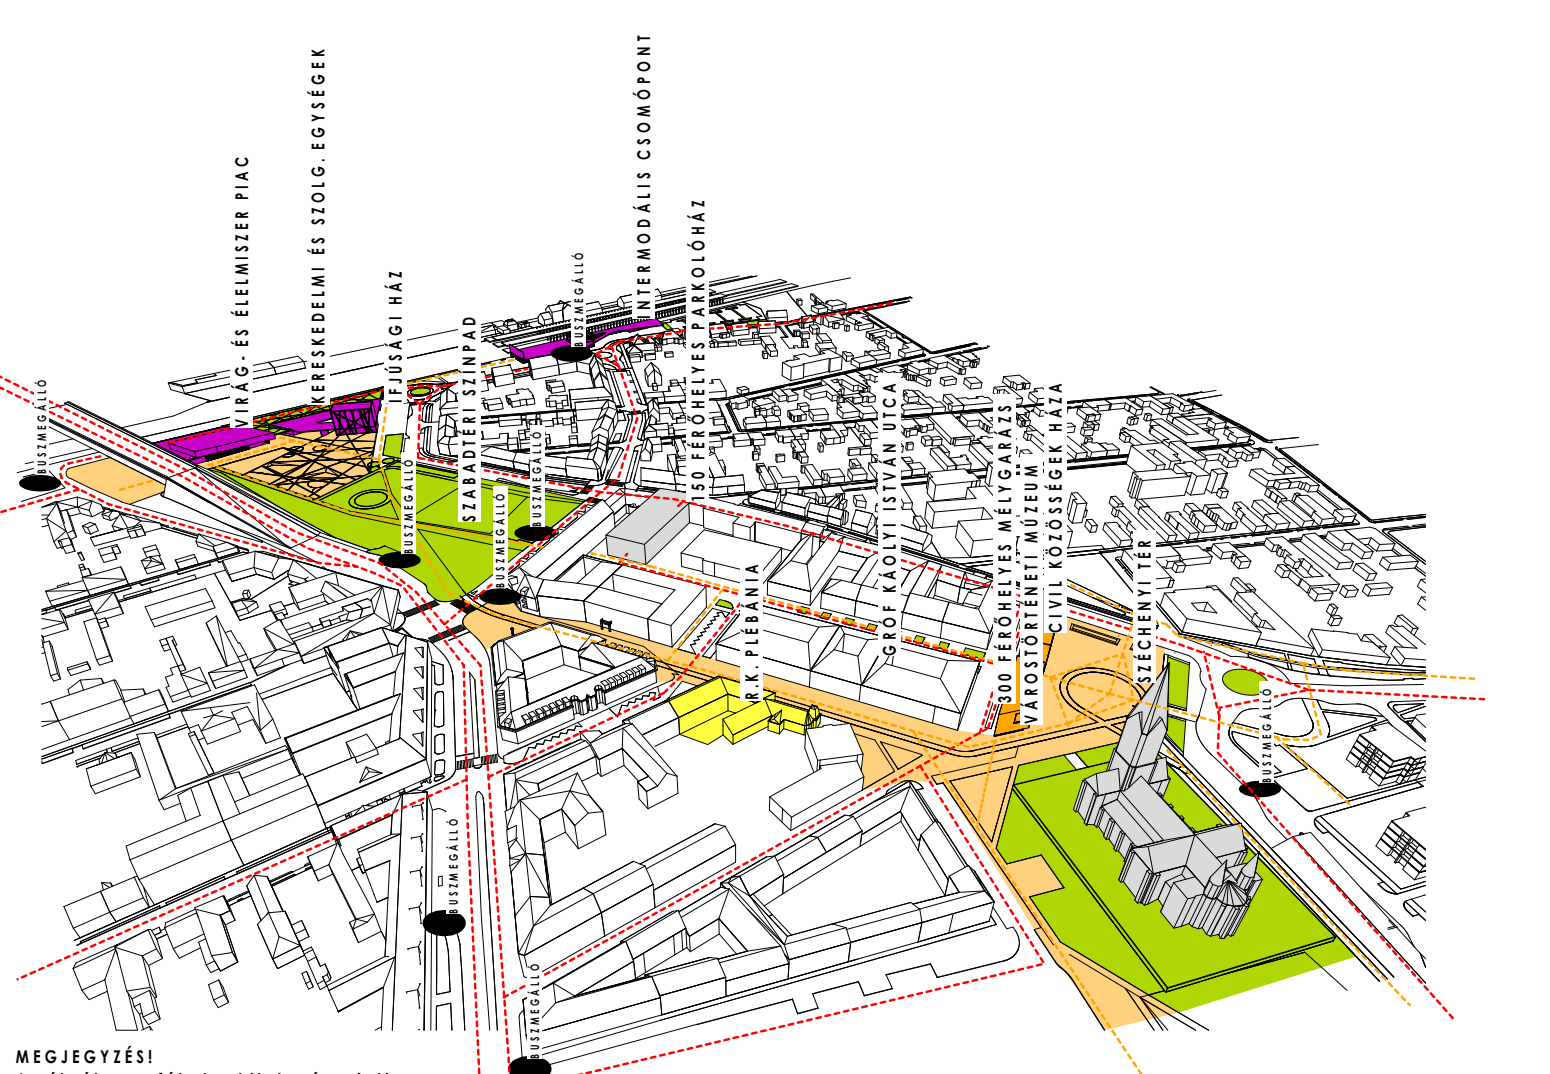 BUSZMEGÁLLÓ
VIRÁG- ÉS ÉLELMISZER PIAC
KERESKEDELMI ÉS SZOLG. EGYSÉGEK
IFJÚSÁGI HÁZ
BUSZMEGÁLLÓ
BUSZMEGÁLLÓ
SZABADTÉRI SZÍNPAD
BUSZMEGÁLLÓ
BUSZMEGÁLLÓ
BUSZMEGÁLLÓ
BUSZMEGÁLLÓ
INTERMODÁLIS CSOMÓPONT
150 FÉRŐHELYES PARKOLÓHÁZ
R.K. PLÉBÁNIA
GRÓF KÁOLYI ISTVÁN UTCA
300 FÉRŐHELYES MÉLYGARÁZS
VÁROSTÖRTÉNETI MÚZEUM
CIVIL KÖZÖSSÉGEK HÁZA
SZÉCHENYI TÉR
BUSZMEGÁLLÓ
MEGJEGYZÉS!